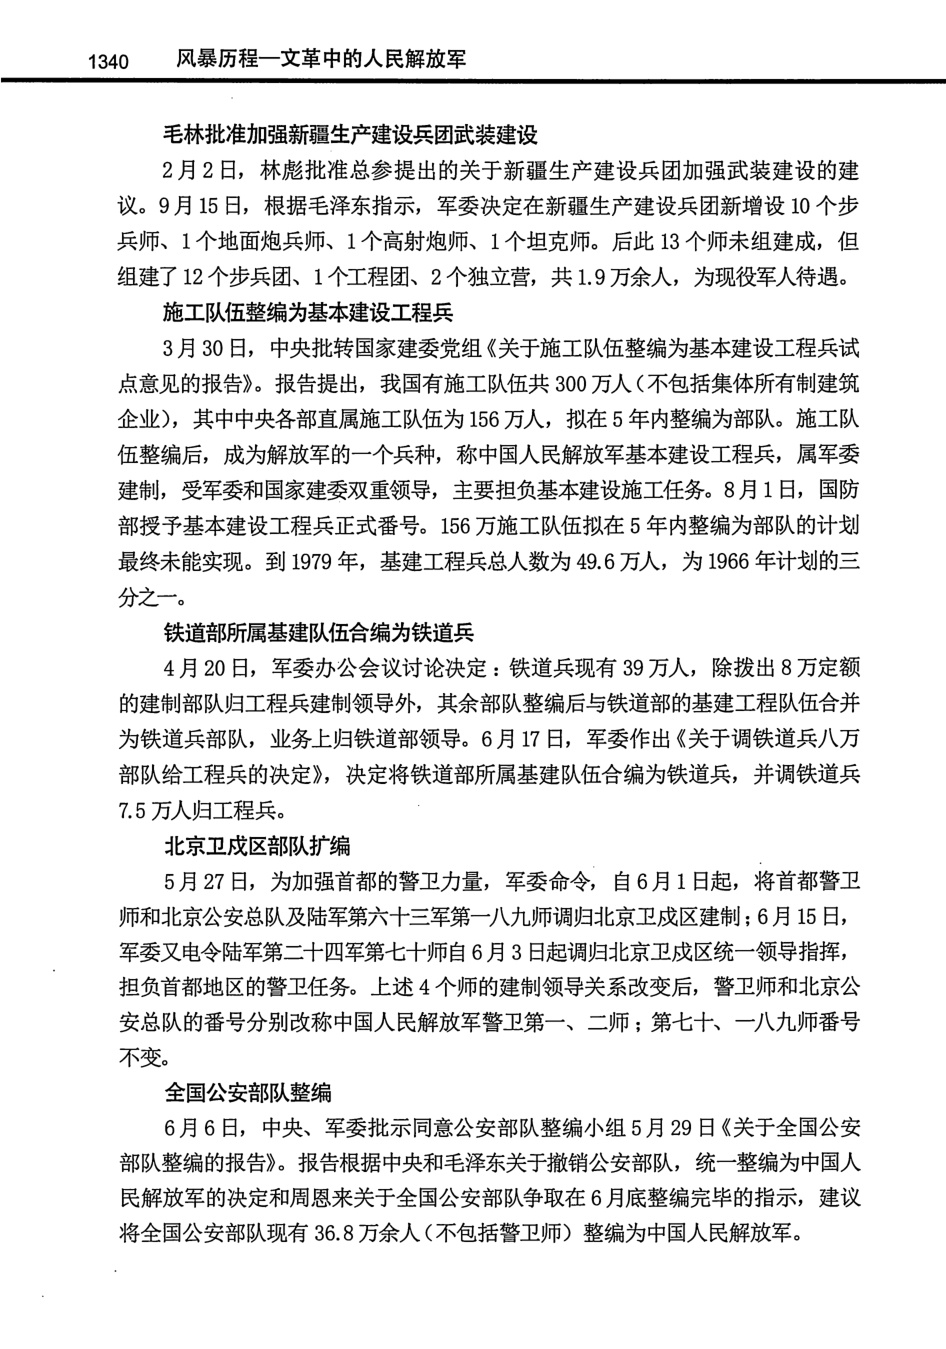 1340 风暴历程—文革中的人民解放军
毛林批准加强新疆生产建设兵团武装建设
2月2日，林彪批准总参提出的关于新疆生产建设兵团加强武装建设的建
议。9月15日，根据毛泽东指示，军委决定在新疆生产建设兵团新增设10个步
兵师、1个地面炮兵师、1个高射炮师、1个坦克师。后此13个师未组建成，但
组建了12个步兵团、1个工程团、2个独立营，共1.9万余人，为现役军人待遇。
施工队伍整编为基本建设工程兵
3月30日，中央批转国家建委党组《关于施工队伍整编为基本建设工程兵试
点意见的报告》。报告提出，我国有施工队伍共300万人（不包括集体所有制建筑
企业），其中中央各部直属施工队伍为156万人，拟在5年内整编为部队。施工队
伍整编后，成为解放军的一个兵种，称中国人民解放军基本建设工程兵，属军委
建制，受军委和国家建委双重领导，主要担负基本建设施工任务。8月1日，国防
部授予基本建设工程兵正式番号。156万施工队伍拟在5年内整编为部队的计划
最终未能实现。到1979年，基建工程兵总人数为49.6万人，为1966年计划的三
分之一。
铁道部所属基建队伍合编为铁道兵
4月20日，军委办公会议讨论决定：铁道兵现有39万人，除拨出8万定额
的建制部队归工程兵建制领导外，其余部队整编后与铁道部的基建工程队伍合并
为铁道兵部队，业务上归铁道部领导。6月17日，军委作出《关于调铁道兵八万
部队给工程兵的决定》，决定将铁道部所属基建队伍合编为铁道兵，并调铁道兵
7.5万人归工程兵。
北京卫戍区部队扩编
5月27日，为加强首都的警卫力量，军委命令，自6月1日起，将首都警卫
师和北京公安总队及陆军第六十三军第一八九师调归北京卫戍区建制；6月15日，
军委又电令陆军第二十四军第七十师自6月3日起调归北京卫戍区统一领导指挥，
担负首都地区的警卫任务。上述4个师的建制领导关系改变后，警卫师和北京公
安总队的番号分别改称中国人民解放军警卫第一、二师；第七十、一八九师番号
不变。
全国公安部队整编
6月6日，中央、军委批示同意公安部队整编小组5月29日《关于全国公安
部队整编的报告》。报告根据中央和毛泽东关于撤销公安部队，统一整编为中国人
民解放军的决定和周恩来关于全国公安部队争取在6月底整编完毕的指示，建议
将全国公安部队现有36.8万余人（不包括警卫师）整编为中国人民解放军。